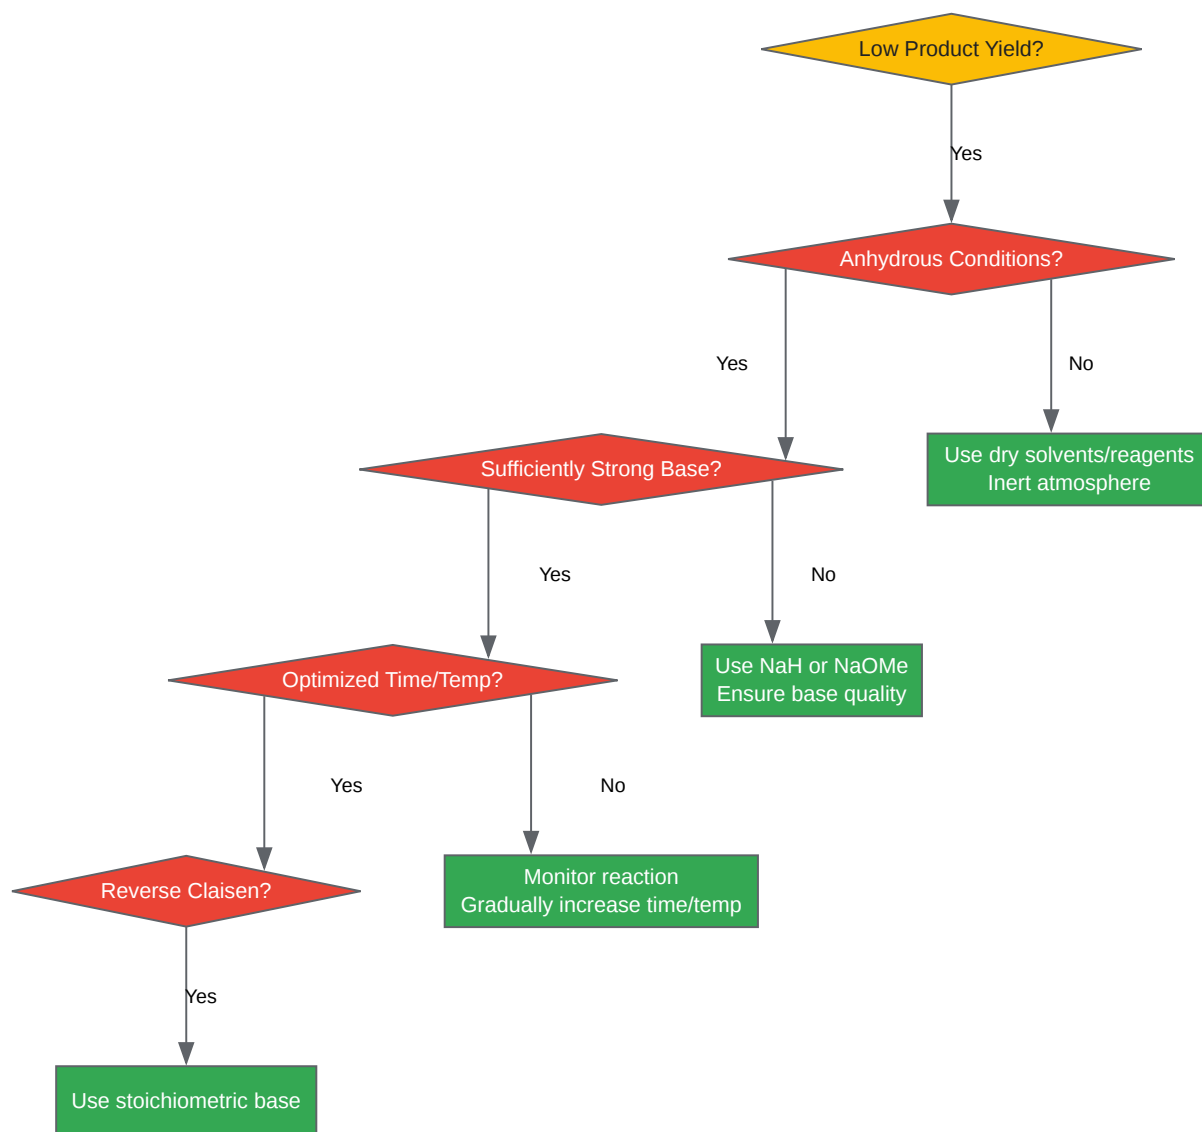 Low Product Yield?
Yes
Anhydrous Conditions?
Yes
No
Use dry solvents/reagents
Inert atmosphere
Sufficiently Strong Base?
Yes
No
Use NaH or NaOMe
Ensure base quality
Optimized Time/Temp?
Yes
No
Monitor reaction
Gradually increase time/temp
Reverse Claisen?
Yes
Use stoichiometric base